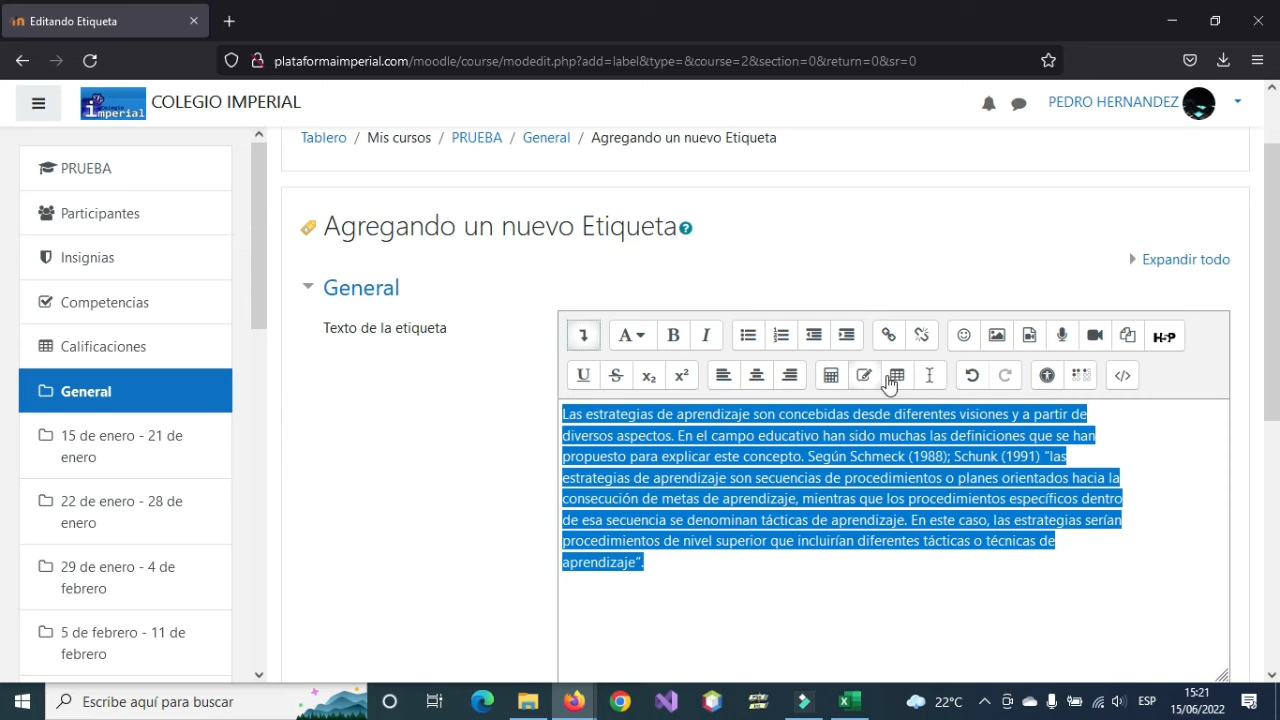 Editando Etiqueta
plataformaimperial.com/moodle/course/modedit.php?add=label&type=&course=2&section=0&return=0&sr=0
imperial
COLEGIO IMPERIAL
PEDRO HERNANDEZ
Tablero / Mis cursos / PRUEBA / General / Agregando un nuevo Etiqueta
PRUEBA
Participantes
Insignias
Competencias
Calificaciones
General
15 de enero - 21 de
enero
22 de enero - 28 de
enero
29 de enero - 4 de
febrero
5 de febrero - 11 de
febrero
Agregando un nuevo Etiqueta
Expandir todo
General
Texto de la etiqueta
A B I H-P
U S x₂ x²
Las estrategias de aprendizaje son concebidas desde diferentes visiones y a partir de
diversos aspectos. En el campo educativo han sido muchas las definiciones que se han
propuesto para explicar este concepto. Según Schmeck (1988); Schunk (1991) "las
estrategias de aprendizaje son secuencias de procedimientos o planes orientados hacia la
consecución de metas de aprendizaje, mientras que los procedimientos específicos dentro
de esa secuencia se denominan tácticas de aprendizaje. En este caso, las estrategias serían
procedimientos de nivel superior que incluirían diferentes tácticas o técnicas de
aprendizaje".
Escribe aquí para buscar
22°C
ESP
15:21
15/06/2022